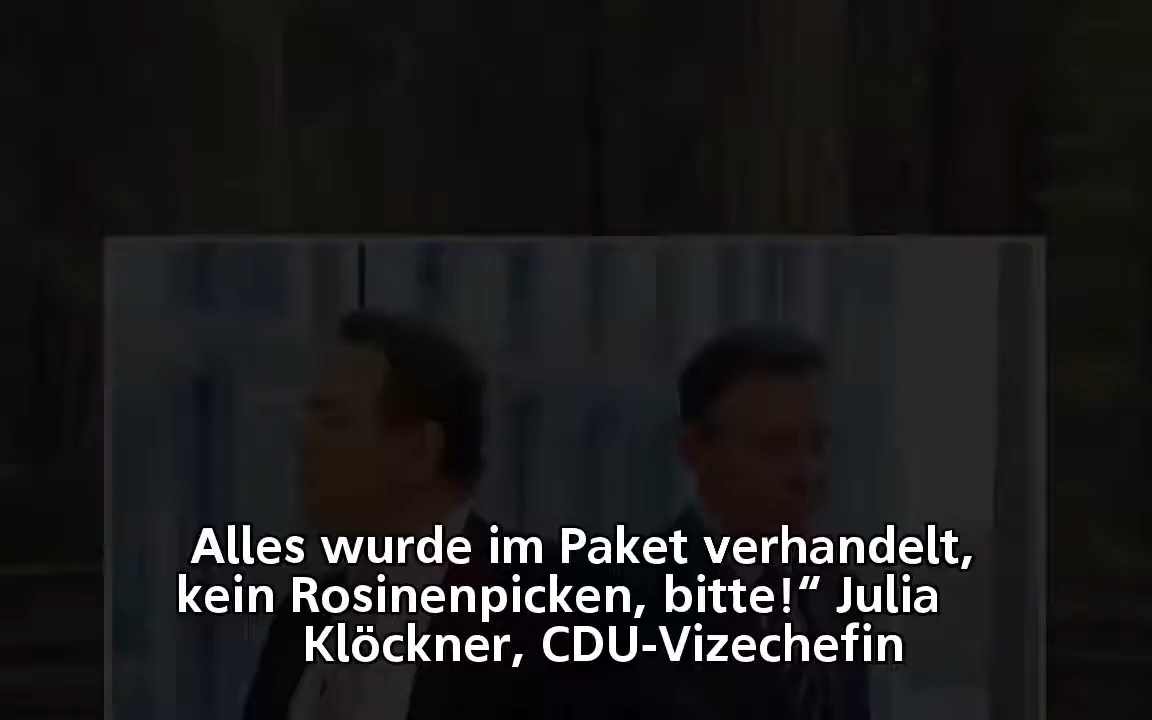 Alles wurde im Paket verhandelt,
kein Rosinenpicken, bitte!“ Julia
Klöckner, CDU-Vizechefin